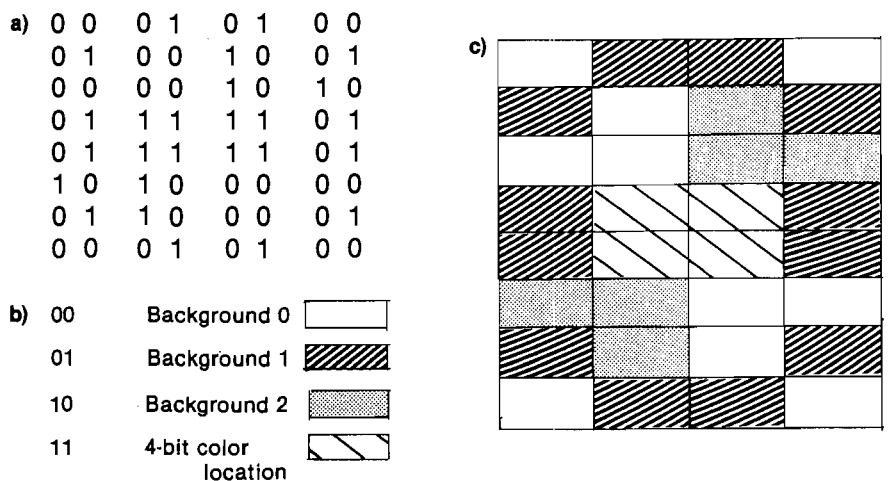 a) 0 0 0 1 0 1 0 0
0 1 0 0 1 0 0 1
0 0 0 0 1 0 1 0
0 1 1 1 1 1 0 1
0 1 1 1 1 1 0 1
1 0 1 0 0 0 0 0
0 1 1 0 0 0 0 1
0 0 0 1 0 1 0 0
b) 00 Background 0
01 Background 1
10 Background 2
11 4-bit color
location
c)